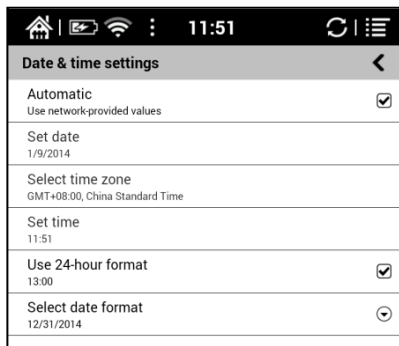 11:51
Date & time settings
Automatic
Use network-provided values
Set date
1/9/2014
Select time zone
GMT+08:00, China Standard Time
Set time
11:51
Use 24-hour format
13:00
Select date format
12/31/2014